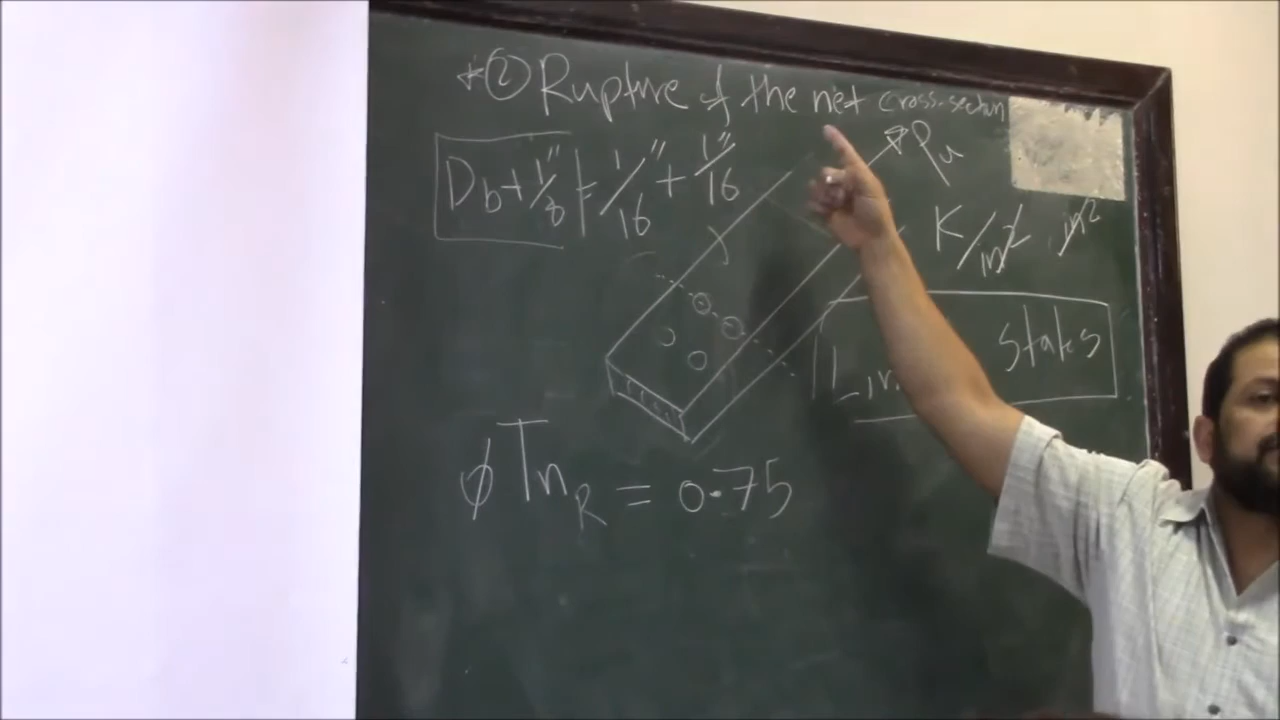 * ② Rupture of the net cross-section
Db + 1/8" = 1/16" + 1/16"
Pu
K/in² . in²
States
φTnR = 0.75